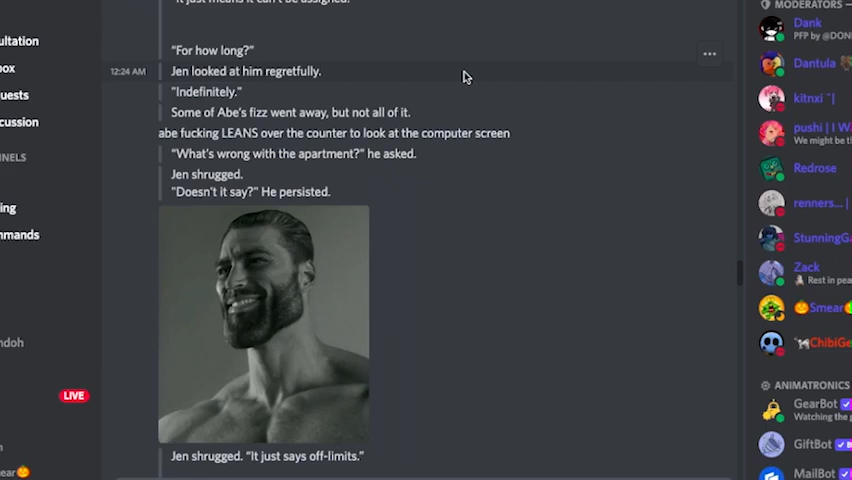 "It just means it can't be assigned."
MODERATORS —
Dank
PFP by @DON
"For how long?"
12:24 AM
Jen looked at him regretfully.
"Indefinitely."
Some of Abe's fizz went away, but not all of it.
abe fucking LEANS over the counter to look at the computer screen
"What's wrong with the apartment?" he asked.
Jen shrugged.
"Doesn't it say?" He persisted.
Jen shrugged. "It just says off-limits."
ultation
ox
uests
cussion
NNELS
ing
mmands
ndoh
LIVE
n
ear
Dantula
kitnxi ~|
pushi | I W
We might be th
Redrose
renners... |
StunningGa
Zack
Rest in pea
Smear
ChibiGe
ANIMATRONICS —
GearBot
Watching the g
GiftBot
MailBot